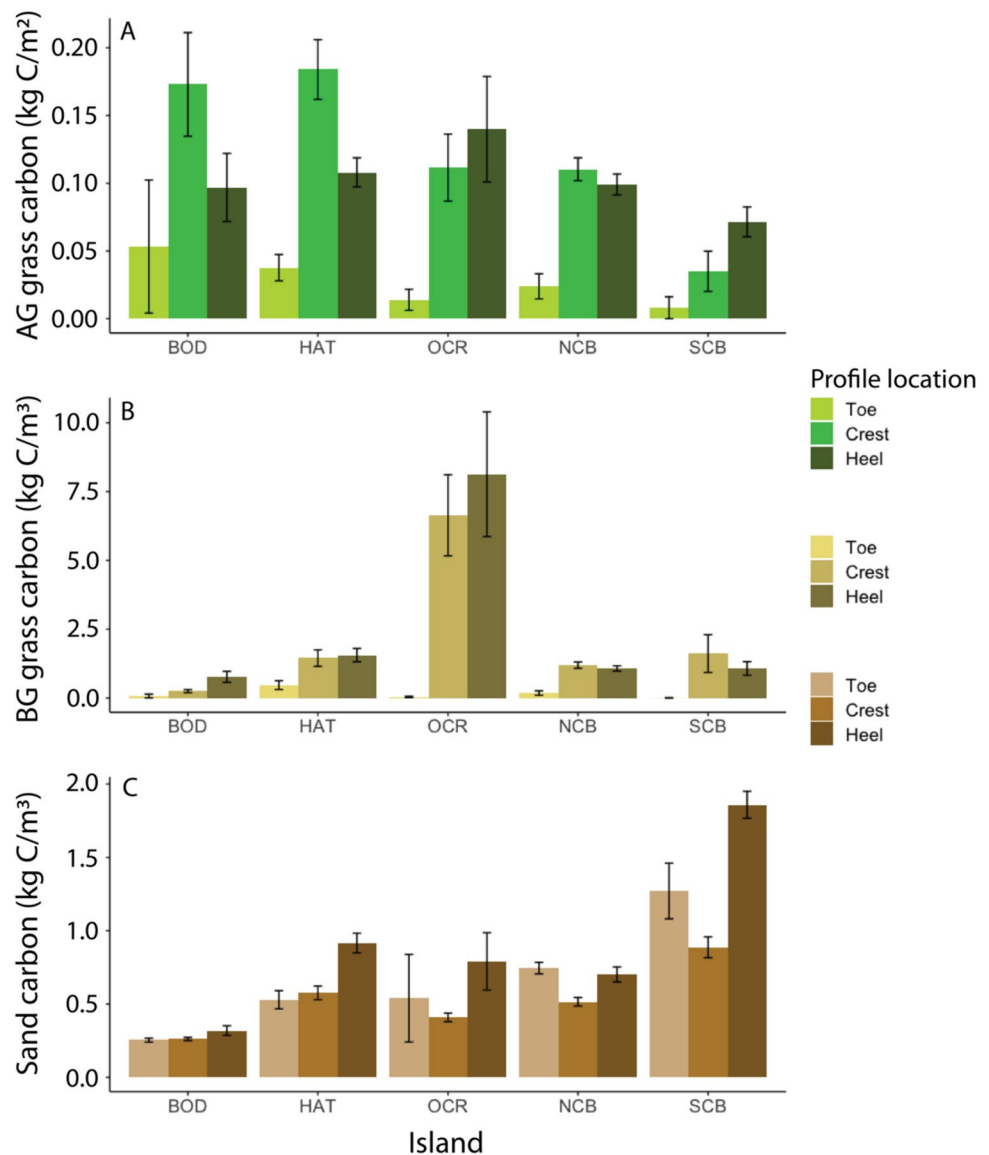 A
AG grass carbon (kg C/m²)
0.20
0.15
0.10
0.05
0.00
BOD HAT OCR NCB SCB
B
BG grass carbon (kg C/m³)
10.0
7.5
5.0
2.5
0.0
BOD HAT OCR NCB SCB
C
Sand carbon (kg C/m³)
2.0
1.5
1.0
0.5
0.0
BOD HAT OCR NCB SCB
Island
Profile location
Toe
Crest
Heel
Toe
Crest
Heel
Toe
Crest
Heel